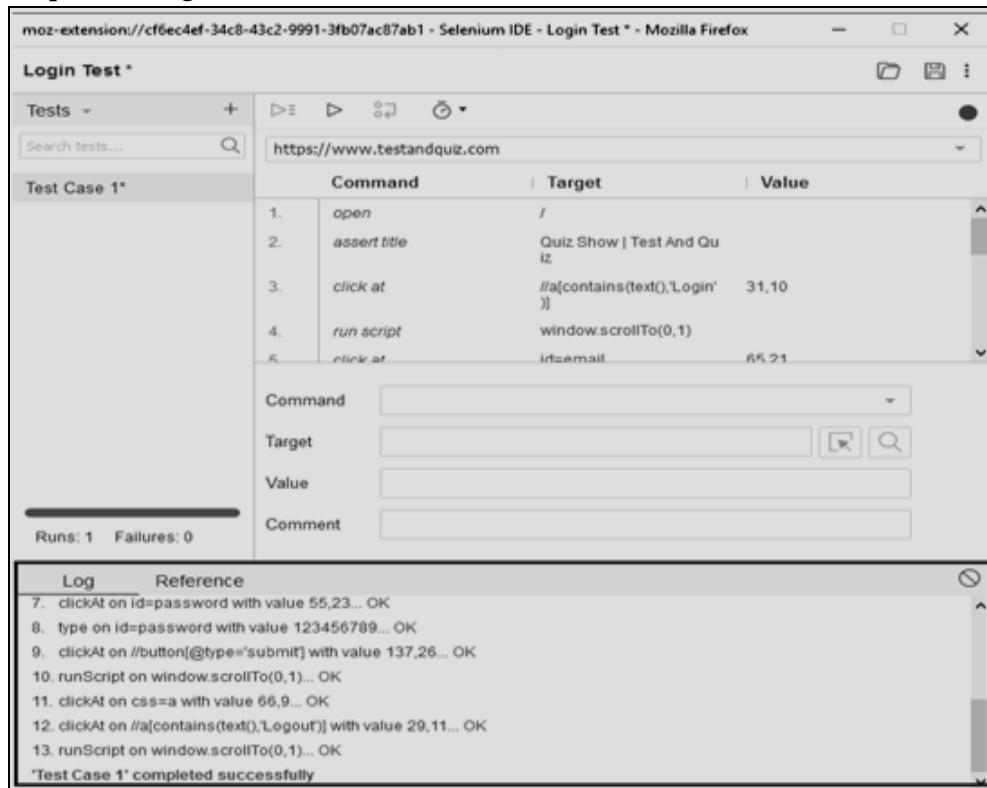 moz-extension://cf6ec4ef-34c8-43c2-9991-3fb07ac87ab1 - Selenium IDE - Login Test * - Mozilla Firefox
Login Test *
Tests
Search tests...
https://www.testandquiz.com
Test Case 1*
Command Target Value
1. open /
2. assert title Quiz Show | Test And Qu
iz
3. click at //a[contains(text(),'Login' 31,10
)]
4. run script window.scrollTo(0,1)
5. click at id=email 65,21
Command
Target
Value
Comment
Runs: 1 Failures: 0
Log Reference
7. clickAt on id=password with value 55,23... OK
8. type on id=password with value 123456789... OK
9. clickAt on //button[@type='submit'] with value 137,26... OK
10. runScript on window.scrollTo(0,1)... OK
11. clickAt on css=a with value 66,9... OK
12. clickAt on //a[contains(text(),'Logout')] with value 29,11... OK
13. runScript on window.scrollTo(0,1)... OK
'Test Case 1' completed successfully